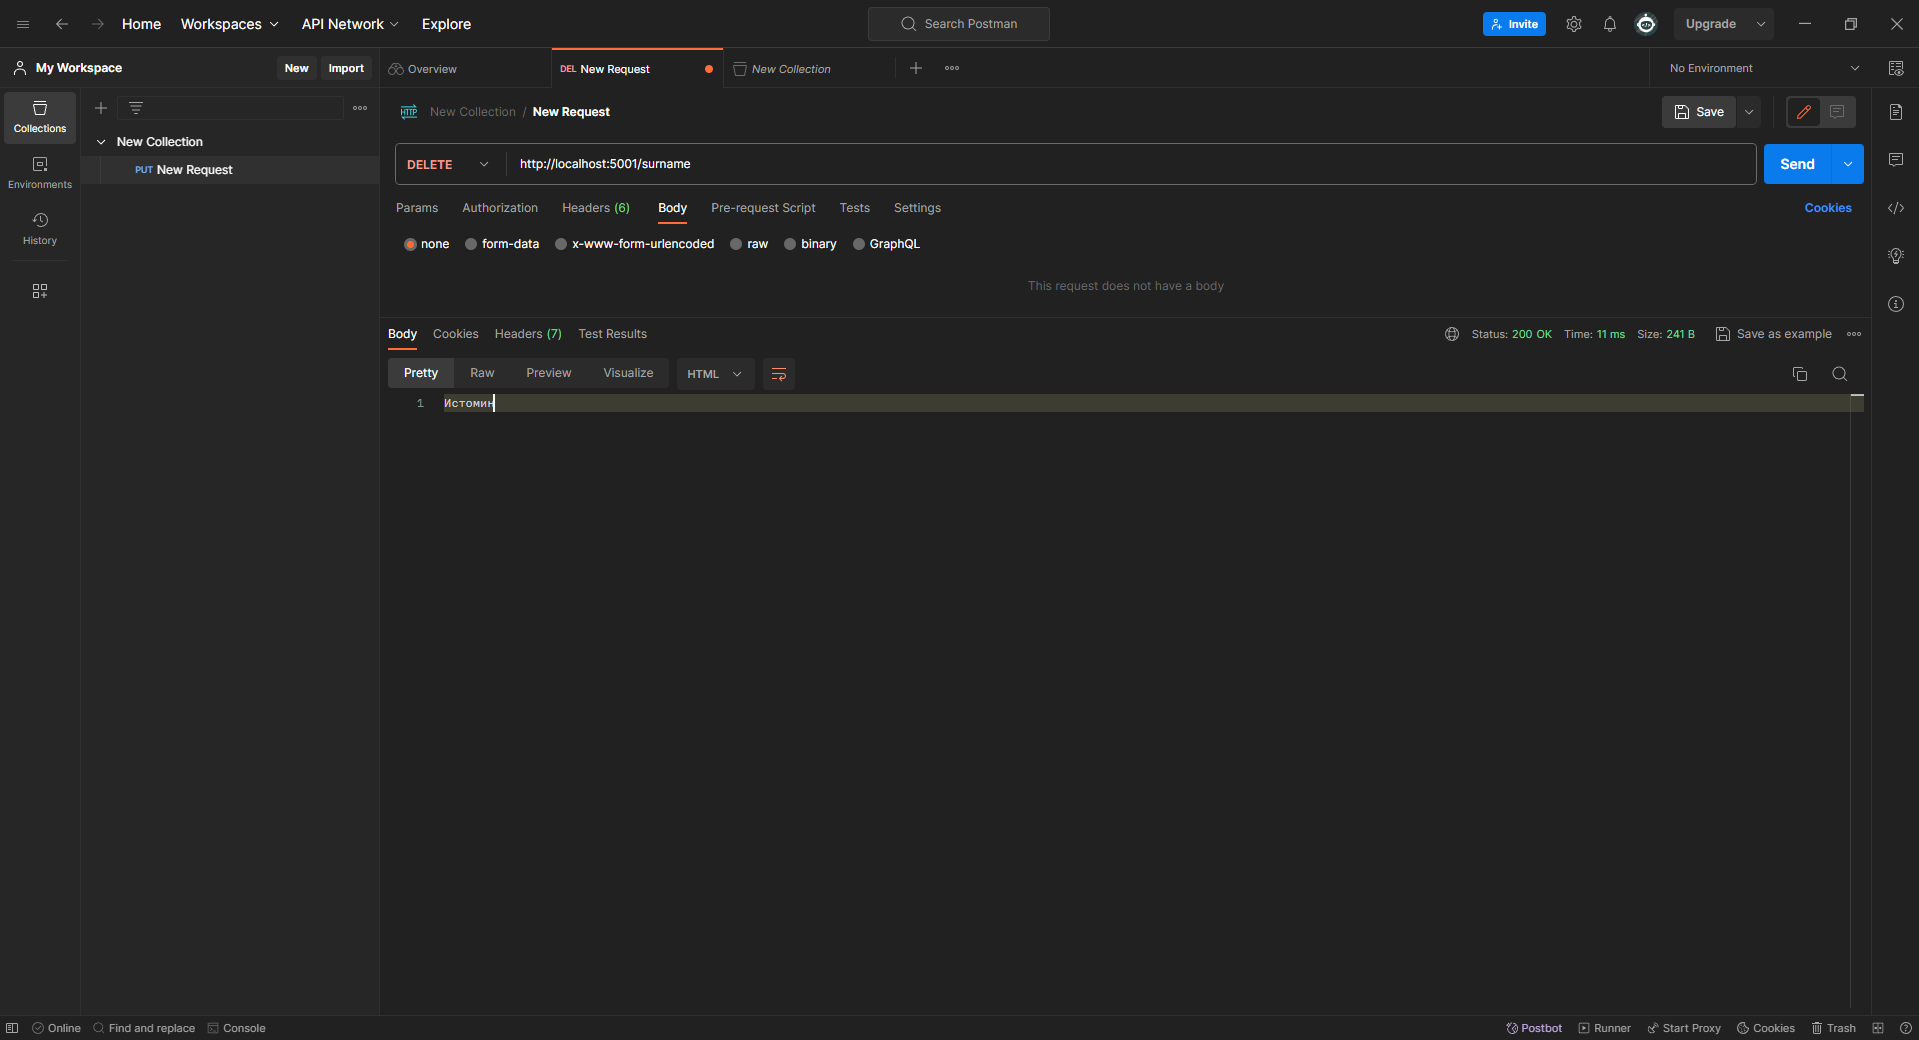 Home Workspaces API Network Explore Search Postman Invite Upgrade
My Workspace New Import Overview DEL New Request New Collection No Environment
New Collection / New Request Save
Collections
New Collection
PUT New Request
DELETE http://localhost:5001/surname Send
Environments
Params Authorization Headers (6) Body Pre-request Script Tests Settings Cookies
History
none form-data x-www-form-urlencoded raw binary GraphQL
This request does not have a body
Body Cookies Headers (7) Test Results Status: 200 OK Time: 11 ms Size: 241 B Save as example
Pretty Raw Preview Visualize HTML
1 Истомин
Online Find and replace Console Postbot Runner Start Proxy Cookies Trash